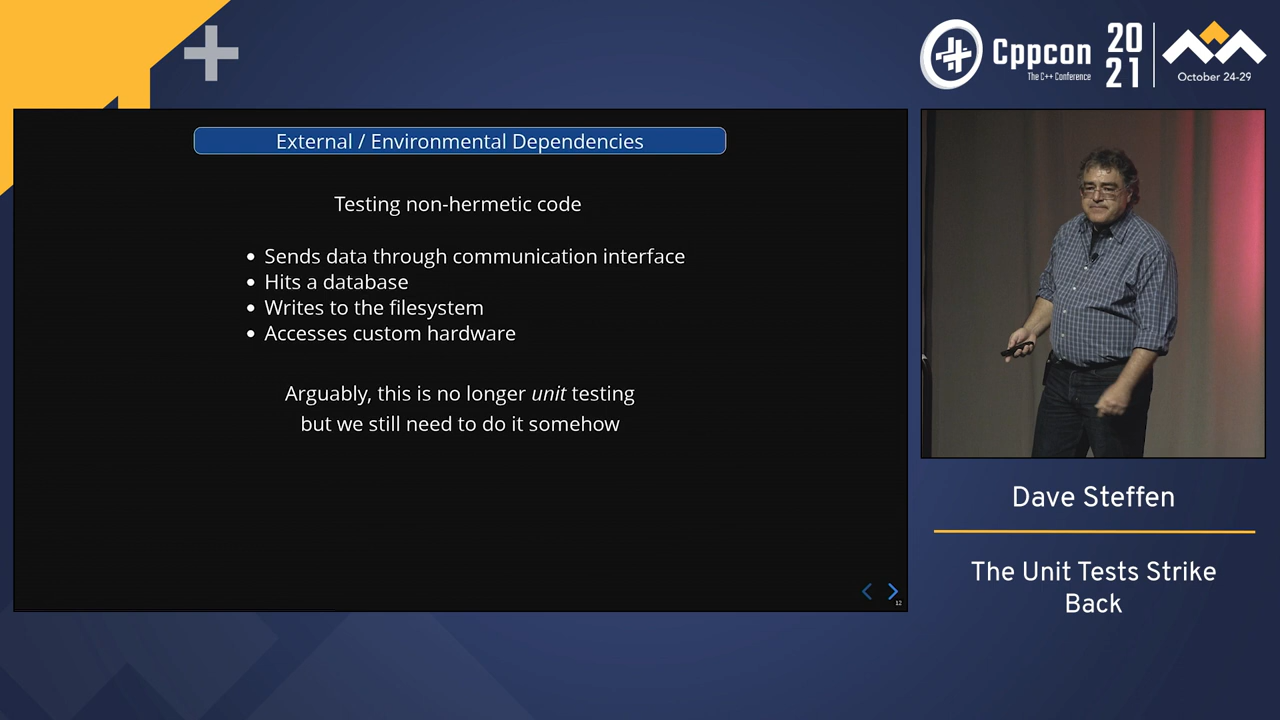 Cppcon
The C++ Conference
20
21
October 24-29
External / Environmental Dependencies
Testing non-hermetic code
• Sends data through communication interface
• Hits a database
• Writes to the filesystem
• Accesses custom hardware
Arguably, this is no longer unit testing
but we still need to do it somehow
12
Dave Steffen
The Unit Tests Strike
Back